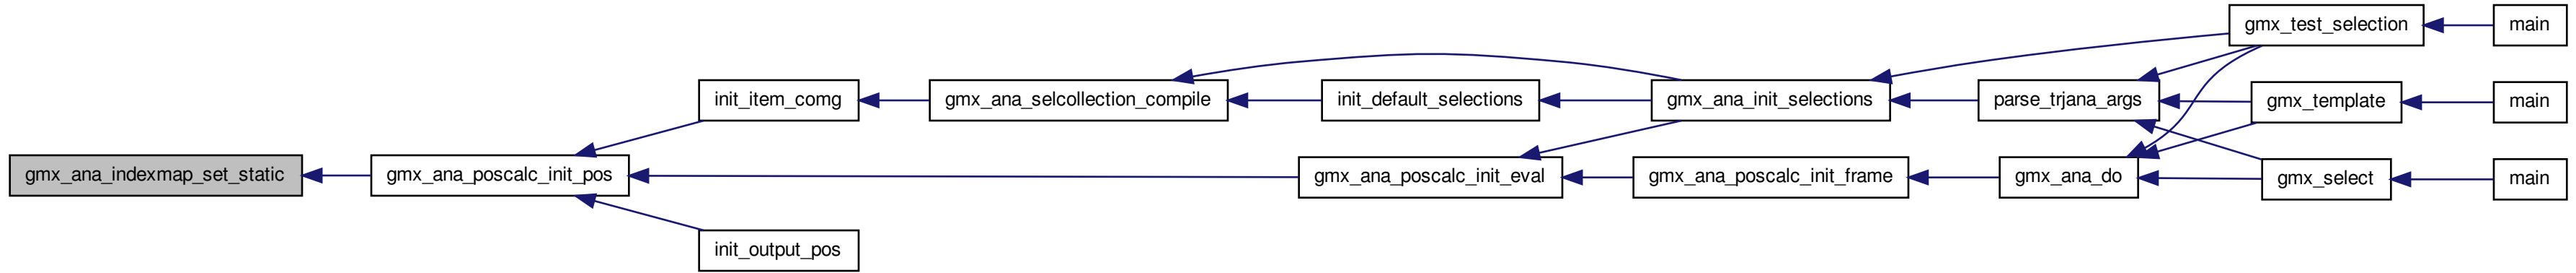 gmx_test_selection
main
init_item_comg
gmx_ana_selcollection_compile
init_default_selections
gmx_ana_init_selections
parse_trjana_args
gmx_template
main
gmx_ana_indexmap_set_static
gmx_ana_poscalc_init_pos
gmx_ana_poscalc_init_eval
gmx_ana_poscalc_init_frame
gmx_ana_do
gmx_select
main
init_output_pos